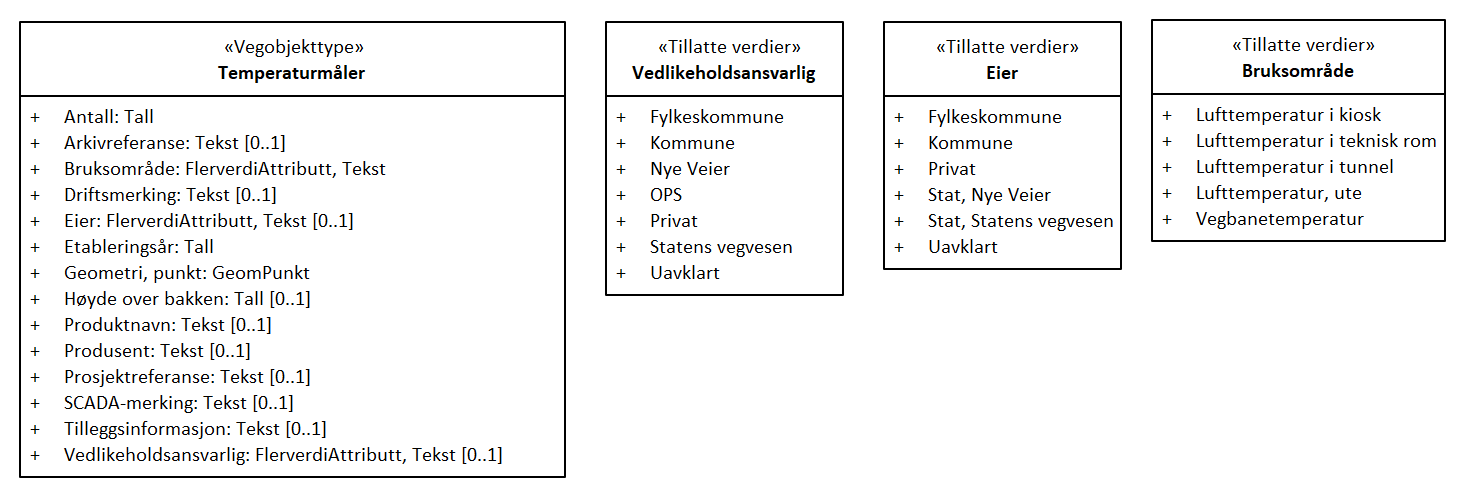 «Vegobjekttype»
Temperaturmåler
+ Antall: Tall
+ Arkivreferanse: Tekst [0..1]
+ Bruksområde: FlerverdiAttributt, Tekst
+ Driftsmerking: Tekst [0..1]
+ Eier: FlerverdiAttributt, Tekst [0..1]
+ Etableringsår: Tall
+ Geometri, punkt: GeomPunkt
+ Høyde over bakken: Tall [0..1]
+ Produktnavn: Tekst [0..1]
+ Produsent: Tekst [0..1]
+ Prosjektreferanse: Tekst [0..1]
+ SCADA-merking: Tekst [0..1]
+ Tilleggsinformasjon: Tekst [0..1]
+ Vedlikeholdsansvarlig: FlerverdiAttributt, Tekst [0..1]
«Tillatte verdier»
Vedlikeholdsansvarlig
+ Fylkeskommune
+ Kommune
+ Nye Veier
+ OPS
+ Privat
+ Statens vegvesen
+ Uavklart
«Tillatte verdier»
Eier
+ Fylkeskommune
+ Kommune
+ Privat
+ Stat, Nye Veier
+ Stat, Statens vegvesen
+ Uavklart
«Tillatte verdier»
Bruksområde
+ Lufttemperatur i kiosk
+ Lufttemperatur i teknisk rom
+ Lufttemperatur i tunnel
+ Lufttemperatur, ute
+ Vegbanetemperatur